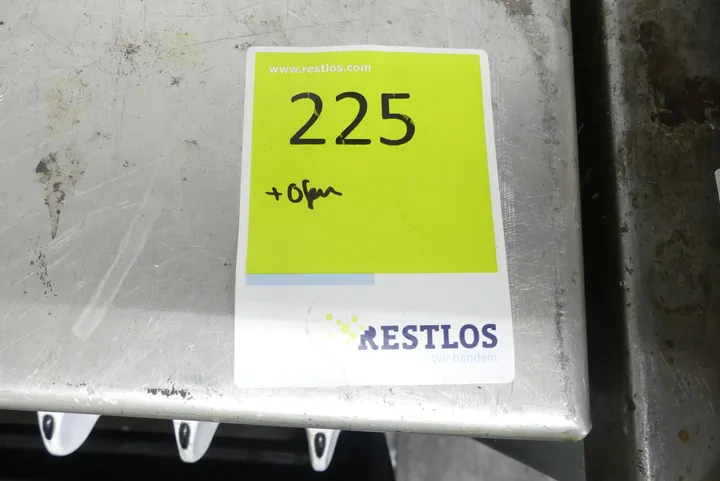 www.restlos.com
225
+ Ofen
RESTLOS
Wir handeln.